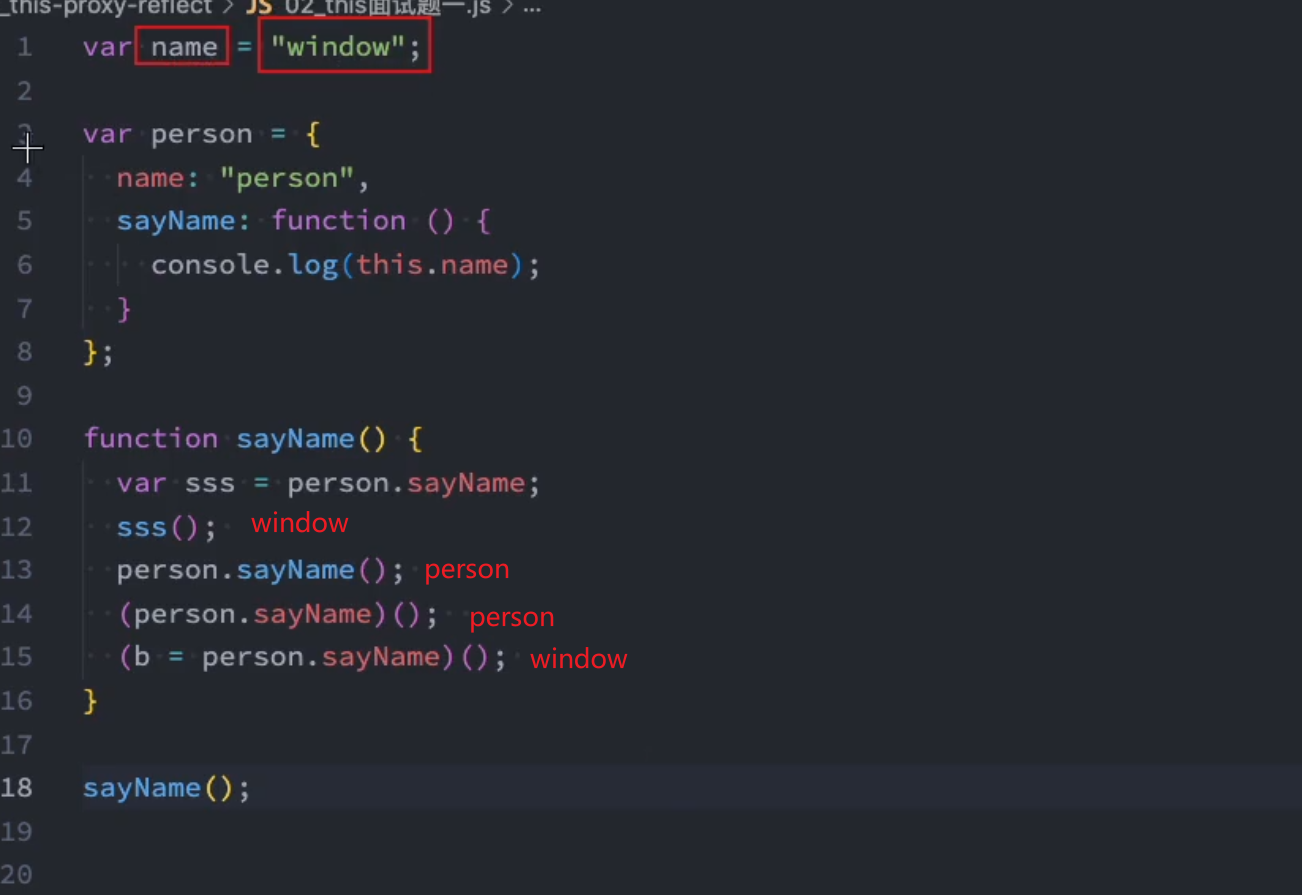 _this-proxy-reflect > JS 02_this面试题一.js > ...
1 var name = "window";
2
3 var person = {
4 name: "person",
5 sayName: function () {
6 console.log(this.name);
7 }
8 };
9
10 function sayName() {
11 var sss = person.sayName;
12 sss(); window
13 person.sayName(); person
14 (person.sayName)(); person
15 (b = person.sayName)(); window
16 }
17
18 sayName();
19
20